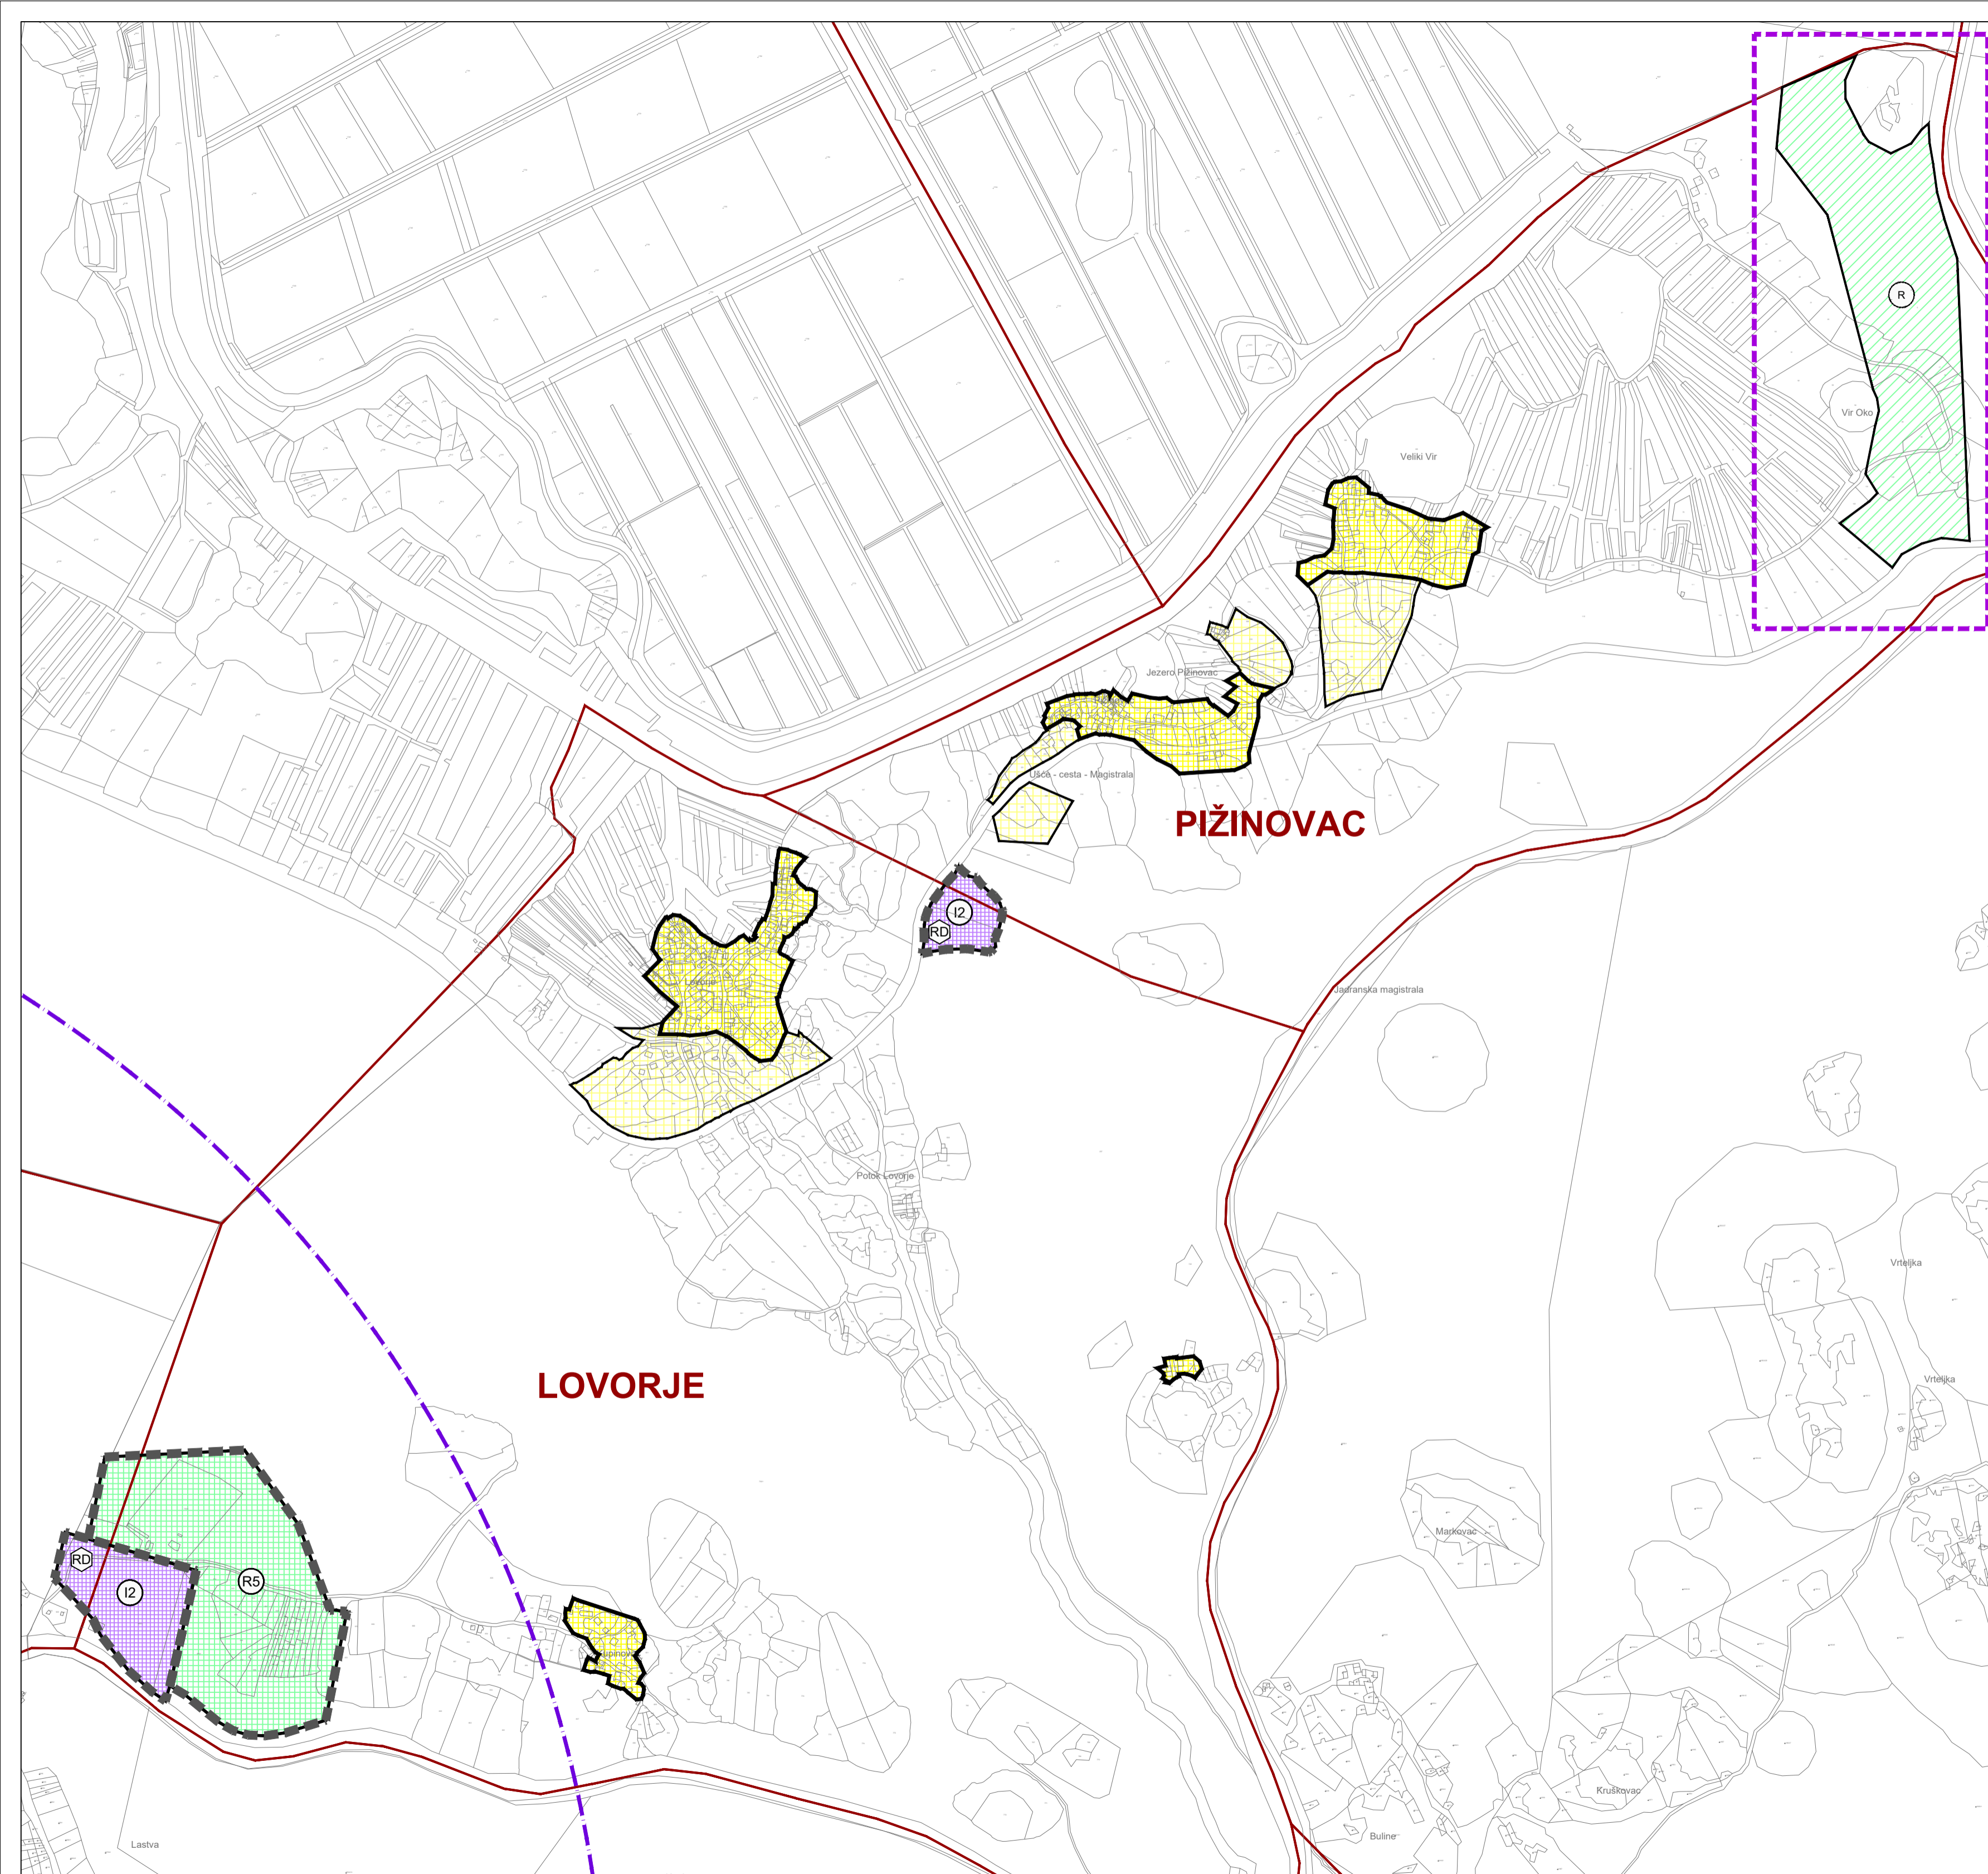 R
Vir Oko
Veliki Vir
Jezero Pižinovac
Ušće - cesta - Magistrala
PIŽINOVAC
I2
RD
Lovorje
Jadranska magistrala
Potok Lovorje
Vrteljka
LOVORJE
Vrteljka
Markovac
RD
R5
I2
Kruškovac
Buline
Lastva